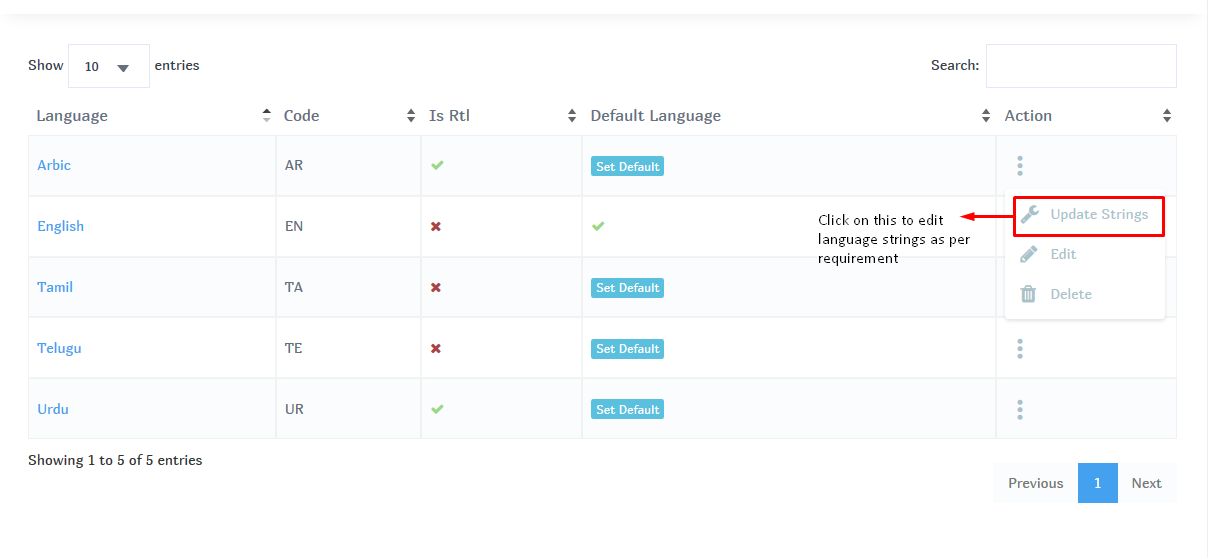 Show 10 entries Search:
Language Code Is Rtl Default Language Action
Arbic AR Set Default
Update Strings
English EN Click on this to edit
language strings as per
requirement
Edit
Tamil TA Set Default Delete
Telugu TE Set Default
Urdu UR Set Default
Showing 1 to 5 of 5 entries
Previous 1 Next